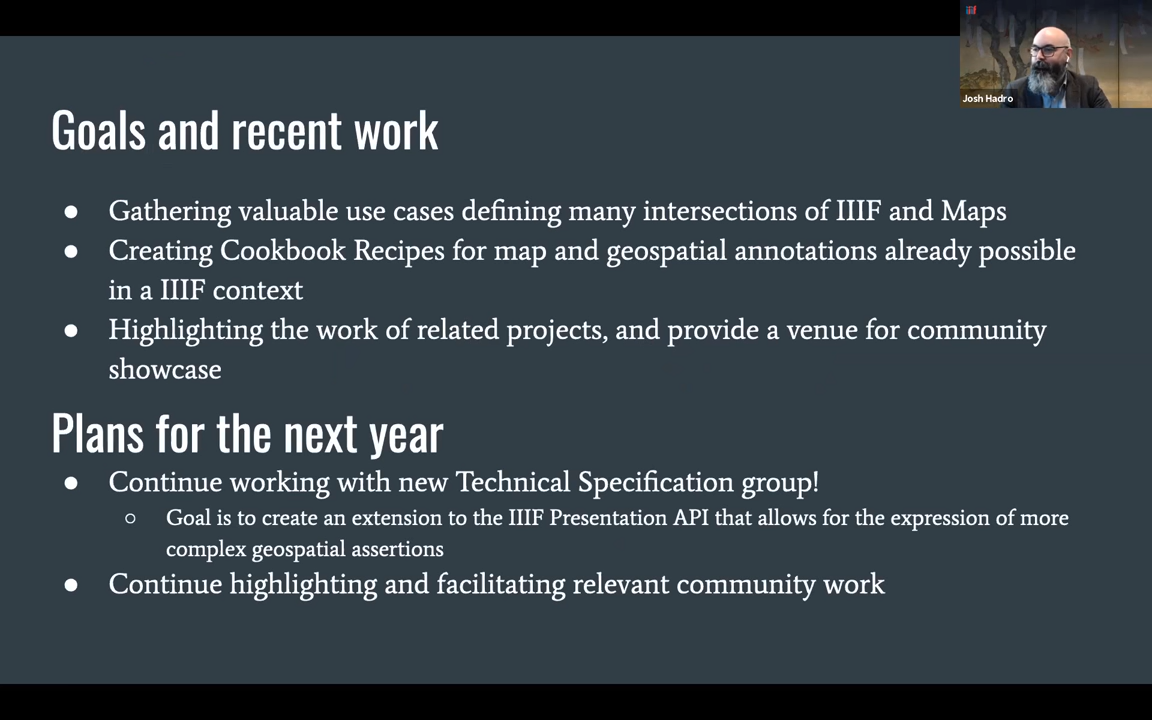 iiif
Josh Hadro
Goals and recent work
● Gathering valuable use cases defining many intersections of IIIF and Maps
● Creating Cookbook Recipes for map and geospatial annotations already possible
in a IIIF context
● Highlighting the work of related projects, and provide a venue for community
showcase
Plans for the next year
● Continue working with new Technical Specification group!
○ Goal is to create an extension to the IIIF Presentation API that allows for the expression of more
complex geospatial assertions
● Continue highlighting and facilitating relevant community work